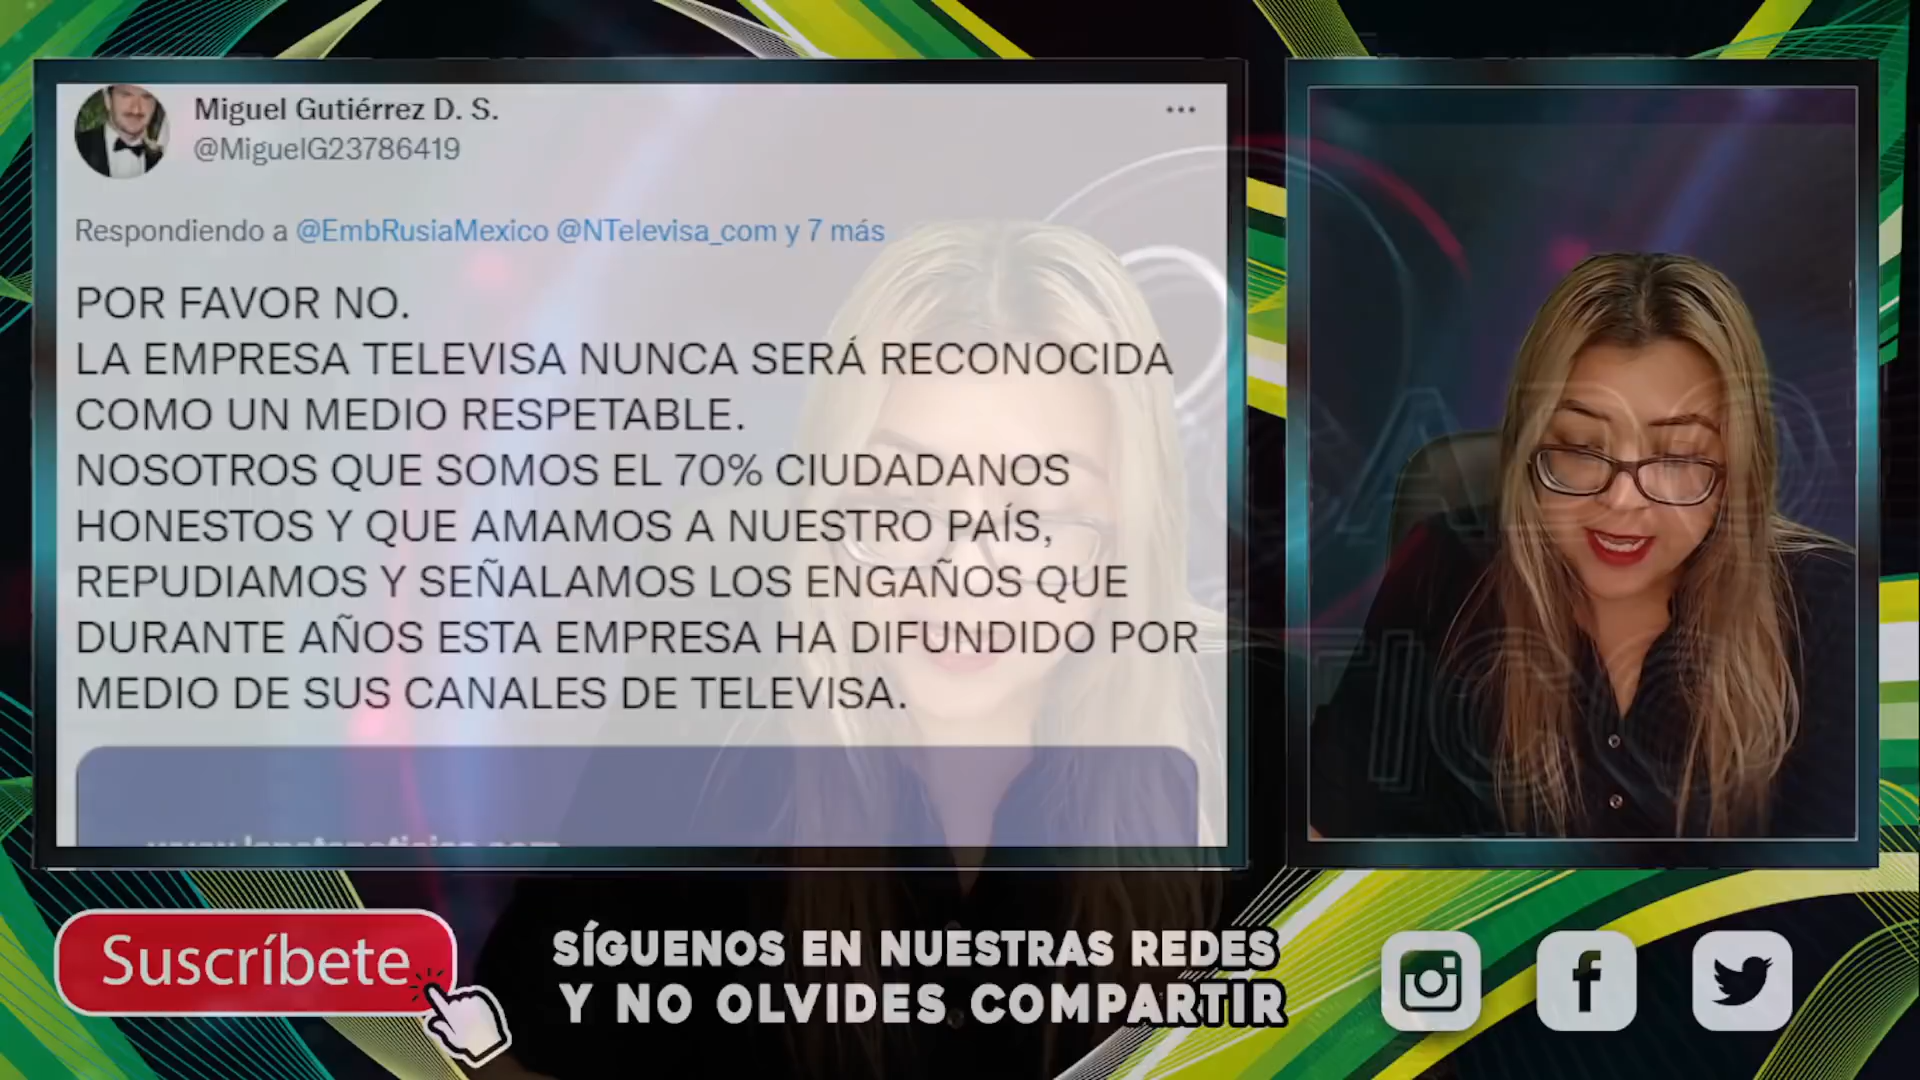 Miguel Gutiérrez D. S.
@MiguelG23786419
Respondiendo a @EmbRusiaMexico @NTelevisa_com y 7 más
POR FAVOR NO.
LA EMPRESA TELEVISA NUNCA SERÁ RECONOCIDA
COMO UN MEDIO RESPETABLE.
NOSOTROS QUE SOMOS EL 70% CIUDADANOS
HONESTOS Y QUE AMAMOS A NUESTRO PAÍS,
REPUDIAMOS Y SEÑALAMOS LOS ENGAÑOS QUE
DURANTE AÑOS ESTA EMPRESA HA DIFUNDIDO POR
MEDIO DE SUS CANALES DE TELEVISA.
Suscríbete
SÍGUENOS EN NUESTRAS REDES
Y NO OLVIDES COMPARTIR